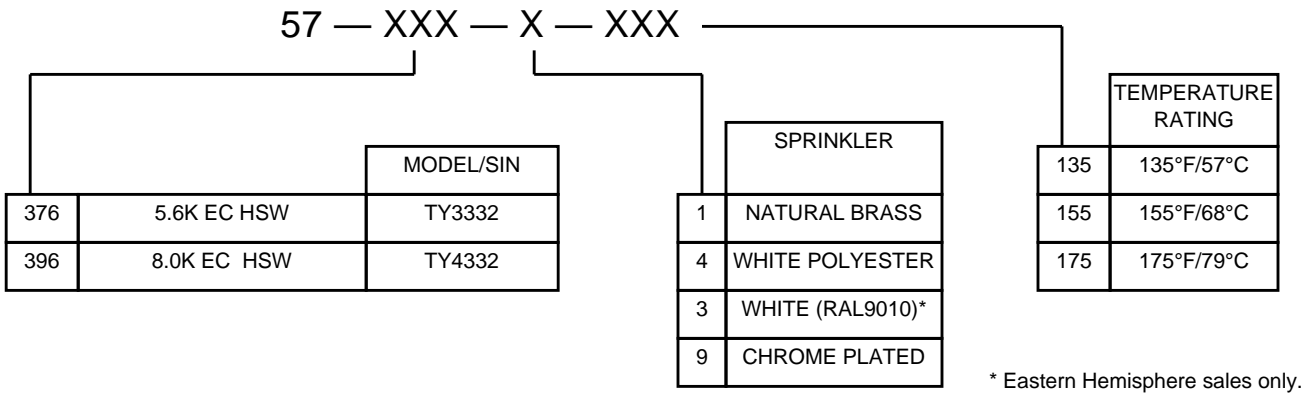 57 — XXX — X — XXX
MODEL/SIN
376 5.6K EC HSW TY3332
396 8.0K EC HSW TY4332
SPRINKLER
1 NATURAL BRASS
4 WHITE POLYESTER
3 WHITE (RAL9010)*
9 CHROME PLATED
TEMPERATURE
RATING
135 135°F/57°C
155 155°F/68°C
175 175°F/79°C
* Eastern Hemisphere sales only.